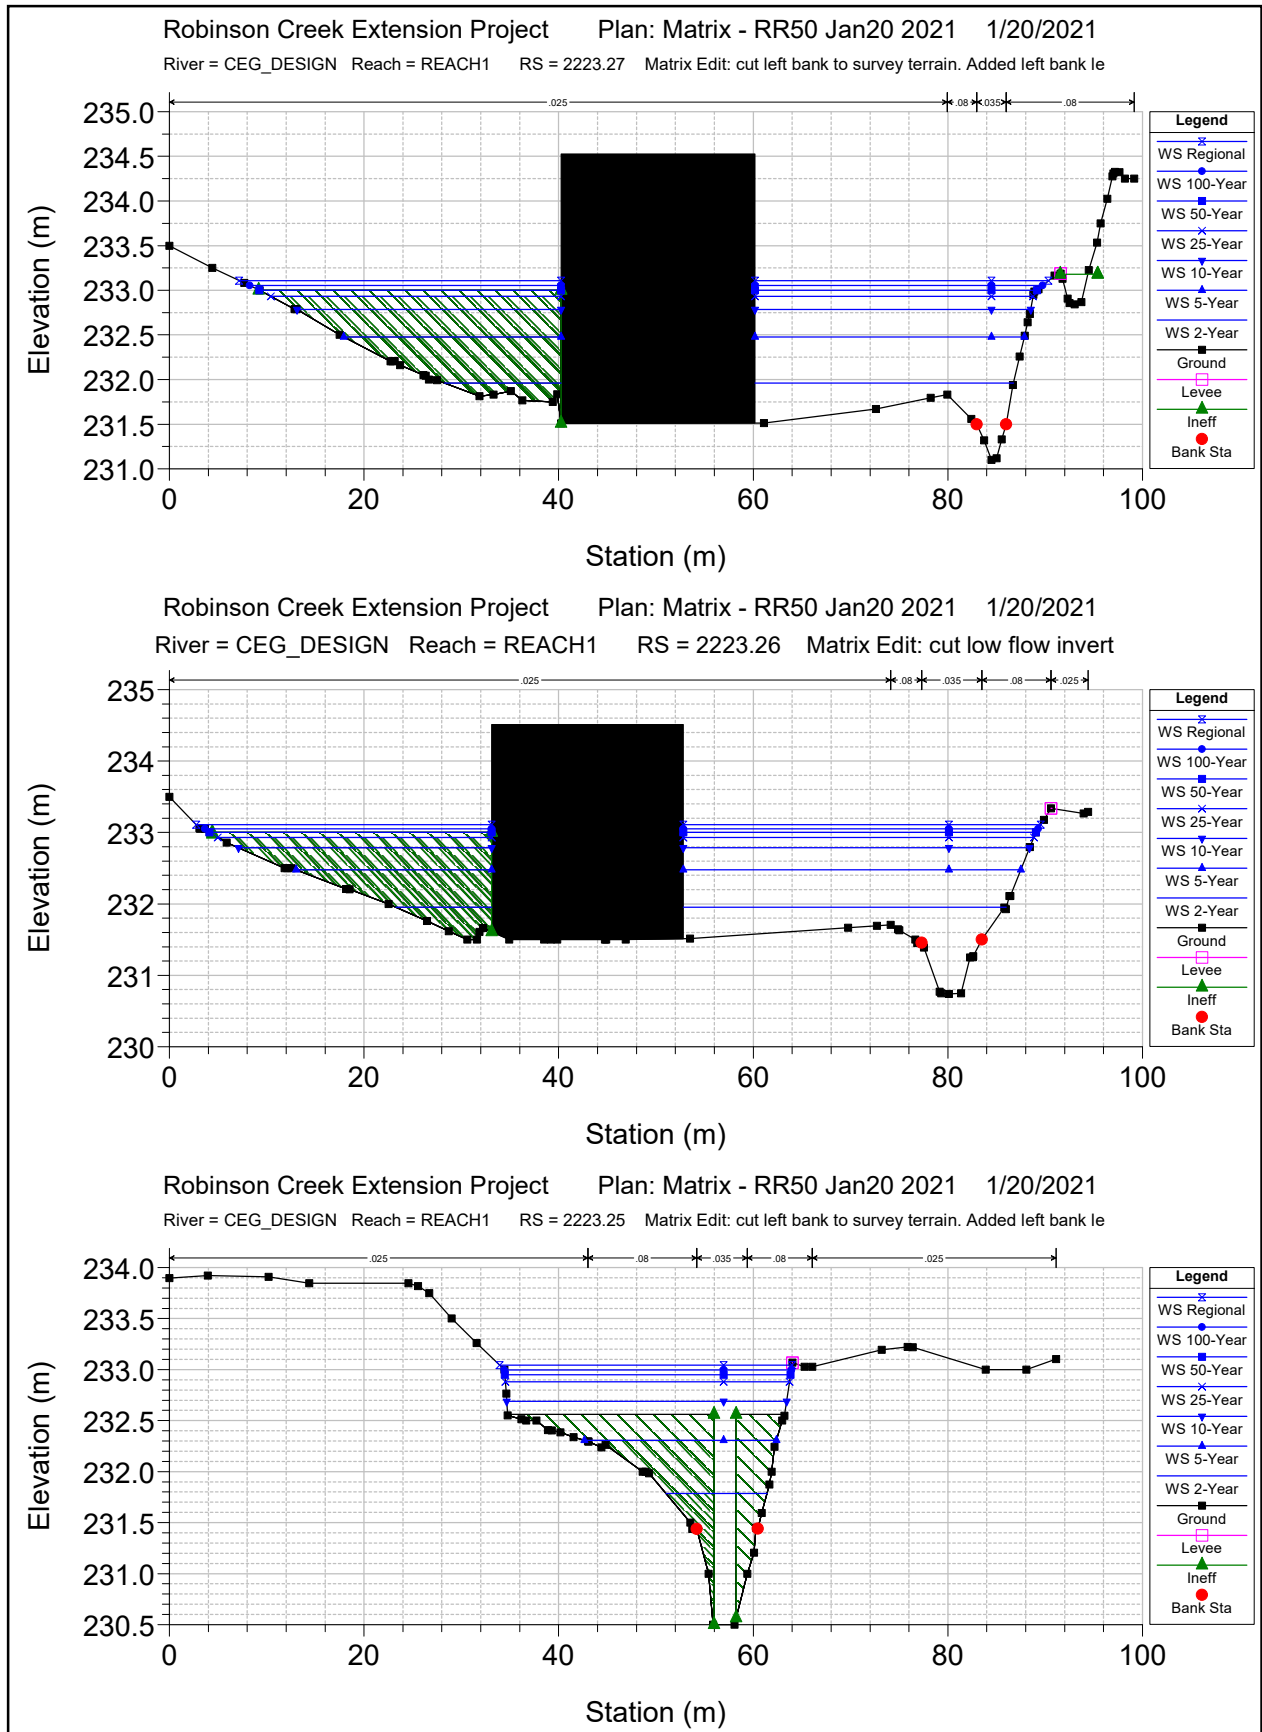 Robinson Creek Extension Project Plan: Matrix - RR50 Jan20 2021 1/20/2021
River = CEG_DESIGN Reach = REACH1 RS = 2223.27 Matrix Edit: cut left bank to survey terrain. Added left bank le
.025 .08 .035 .08
235.0
234.5
234.0
233.5
233.0
232.5
232.0
231.5
231.0
Elevation (m)
0 20 40 60 80 100
Station (m)
Legend
WS Regional
WS 100-Year
WS 50-Year
WS 25-Year
WS 10-Year
WS 5-Year
WS 2-Year
Ground
Levee
Ineff
Bank Sta
Robinson Creek Extension Project Plan: Matrix - RR50 Jan20 2021 1/20/2021
River = CEG_DESIGN Reach = REACH1 RS = 2223.26 Matrix Edit: cut low flow invert
.025 .08 .035 .08 .025
235
234
233
232
231
230
Elevation (m)
0 20 40 60 80 100
Station (m)
Legend
WS Regional
WS 100-Year
WS 50-Year
WS 25-Year
WS 10-Year
WS 5-Year
WS 2-Year
Ground
Levee
Ineff
Bank Sta
Robinson Creek Extension Project Plan: Matrix - RR50 Jan20 2021 1/20/2021
River = CEG_DESIGN Reach = REACH1 RS = 2223.25 Matrix Edit: cut left bank to survey terrain. Added left bank le
.025 .08 .035 .08 .025
234.0
233.5
233.0
232.5
232.0
231.5
231.0
230.5
Elevation (m)
0 20 40 60 80 100
Station (m)
Legend
WS Regional
WS 100-Year
WS 50-Year
WS 25-Year
WS 10-Year
WS 5-Year
WS 2-Year
Ground
Levee
Ineff
Bank Sta